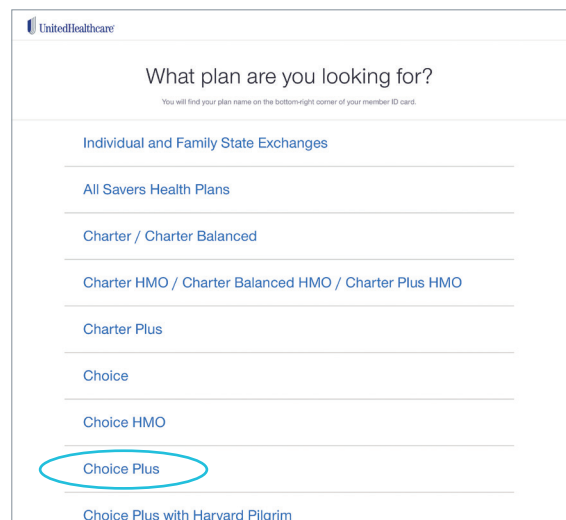 UnitedHealthcare
What plan are you looking for?
You will find your plan name on the bottom-right corner of your member ID card.
Individual and Family State Exchanges
All Savers Health Plans
Charter / Charter Balanced
Charter HMO / Charter Balanced HMO / Charter Plus HMO
Charter Plus
Choice
Choice HMO
Choice Plus
Choice Plus with Harvard Pilgrim